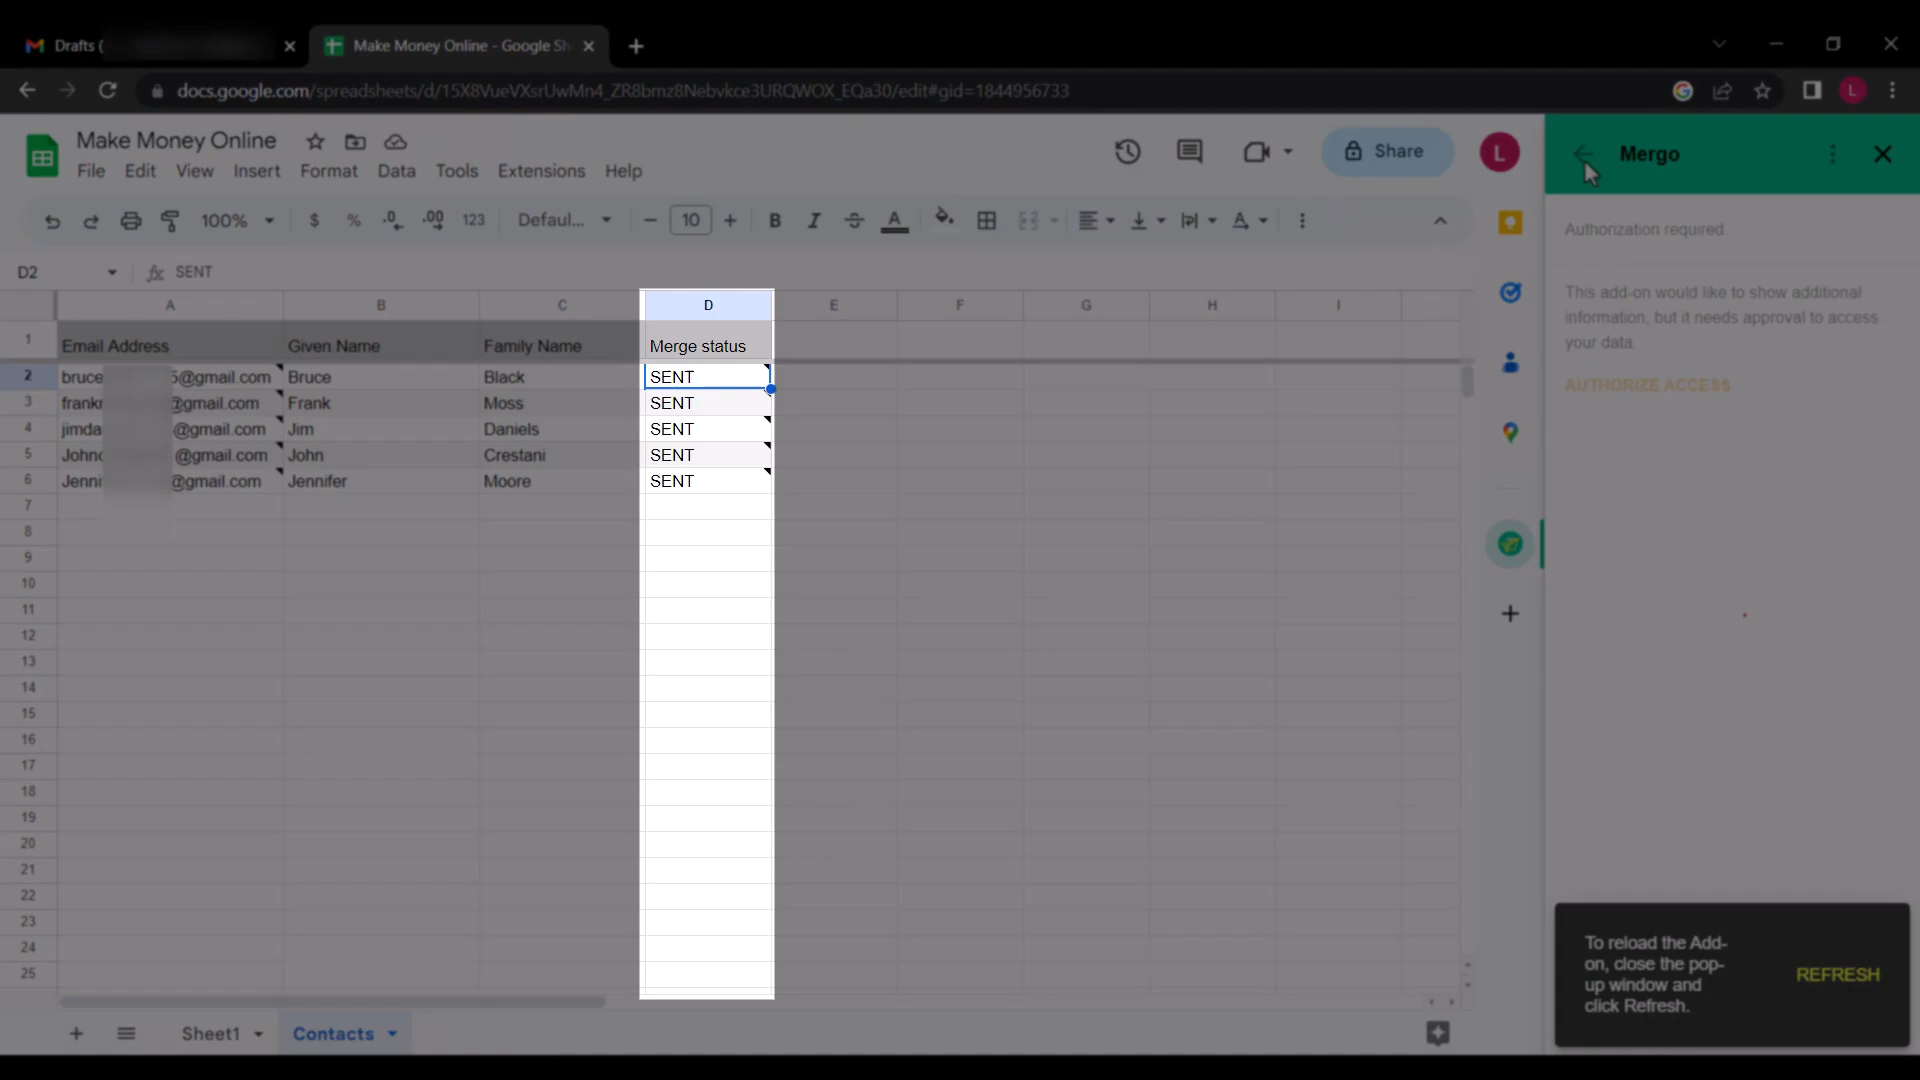 Drafts (
Make Money Online - Google Sh
docs.google.com/spreadsheets/d/15X8VueVXsrUwMn4_ZR8bmz8Nebvkce3URQWOX_EQa30/edit#gid=1844956733
L
Make Money Online
File Edit View Insert Format Data Tools Extensions Help
Share
L
Mergo
100% $ % .0 .00 123 Defaul... 10 B I A
Authorization required
D2 fx SENT
This add-on would like to show additional
information, but it needs approval to access
your data
AUTHORIZE ACCESS
A B C D E F G H I
1 Email Address Given Name Family Name Merge status
2 bruce 5@gmail.com Bruce Black SENT
3 frankr @gmail.com Frank Moss SENT
4 jimda @gmail.com Jim Daniels SENT
5 Johnc @gmail.com John Crestani SENT
6 Jenni @gmail.com Jennifer Moore SENT
7
8
9
10
11
12
13
14
15
16
17
18
19
20
21
22
23
24
25
To reload the Add-
on, close the pop-
up window and
click Refresh.
REFRESH
Sheet1 Contacts